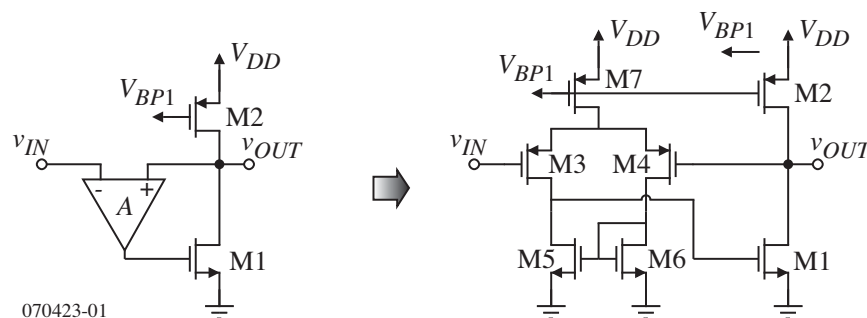 V_DD
V_BP1
M2
v_IN
v_OUT
-
+
A
M1
070423-01
V_BP1
V_DD
V_DD
V_BP1
M7
M2
v_IN
v_OUT
M3
M4
M5
M6
M1